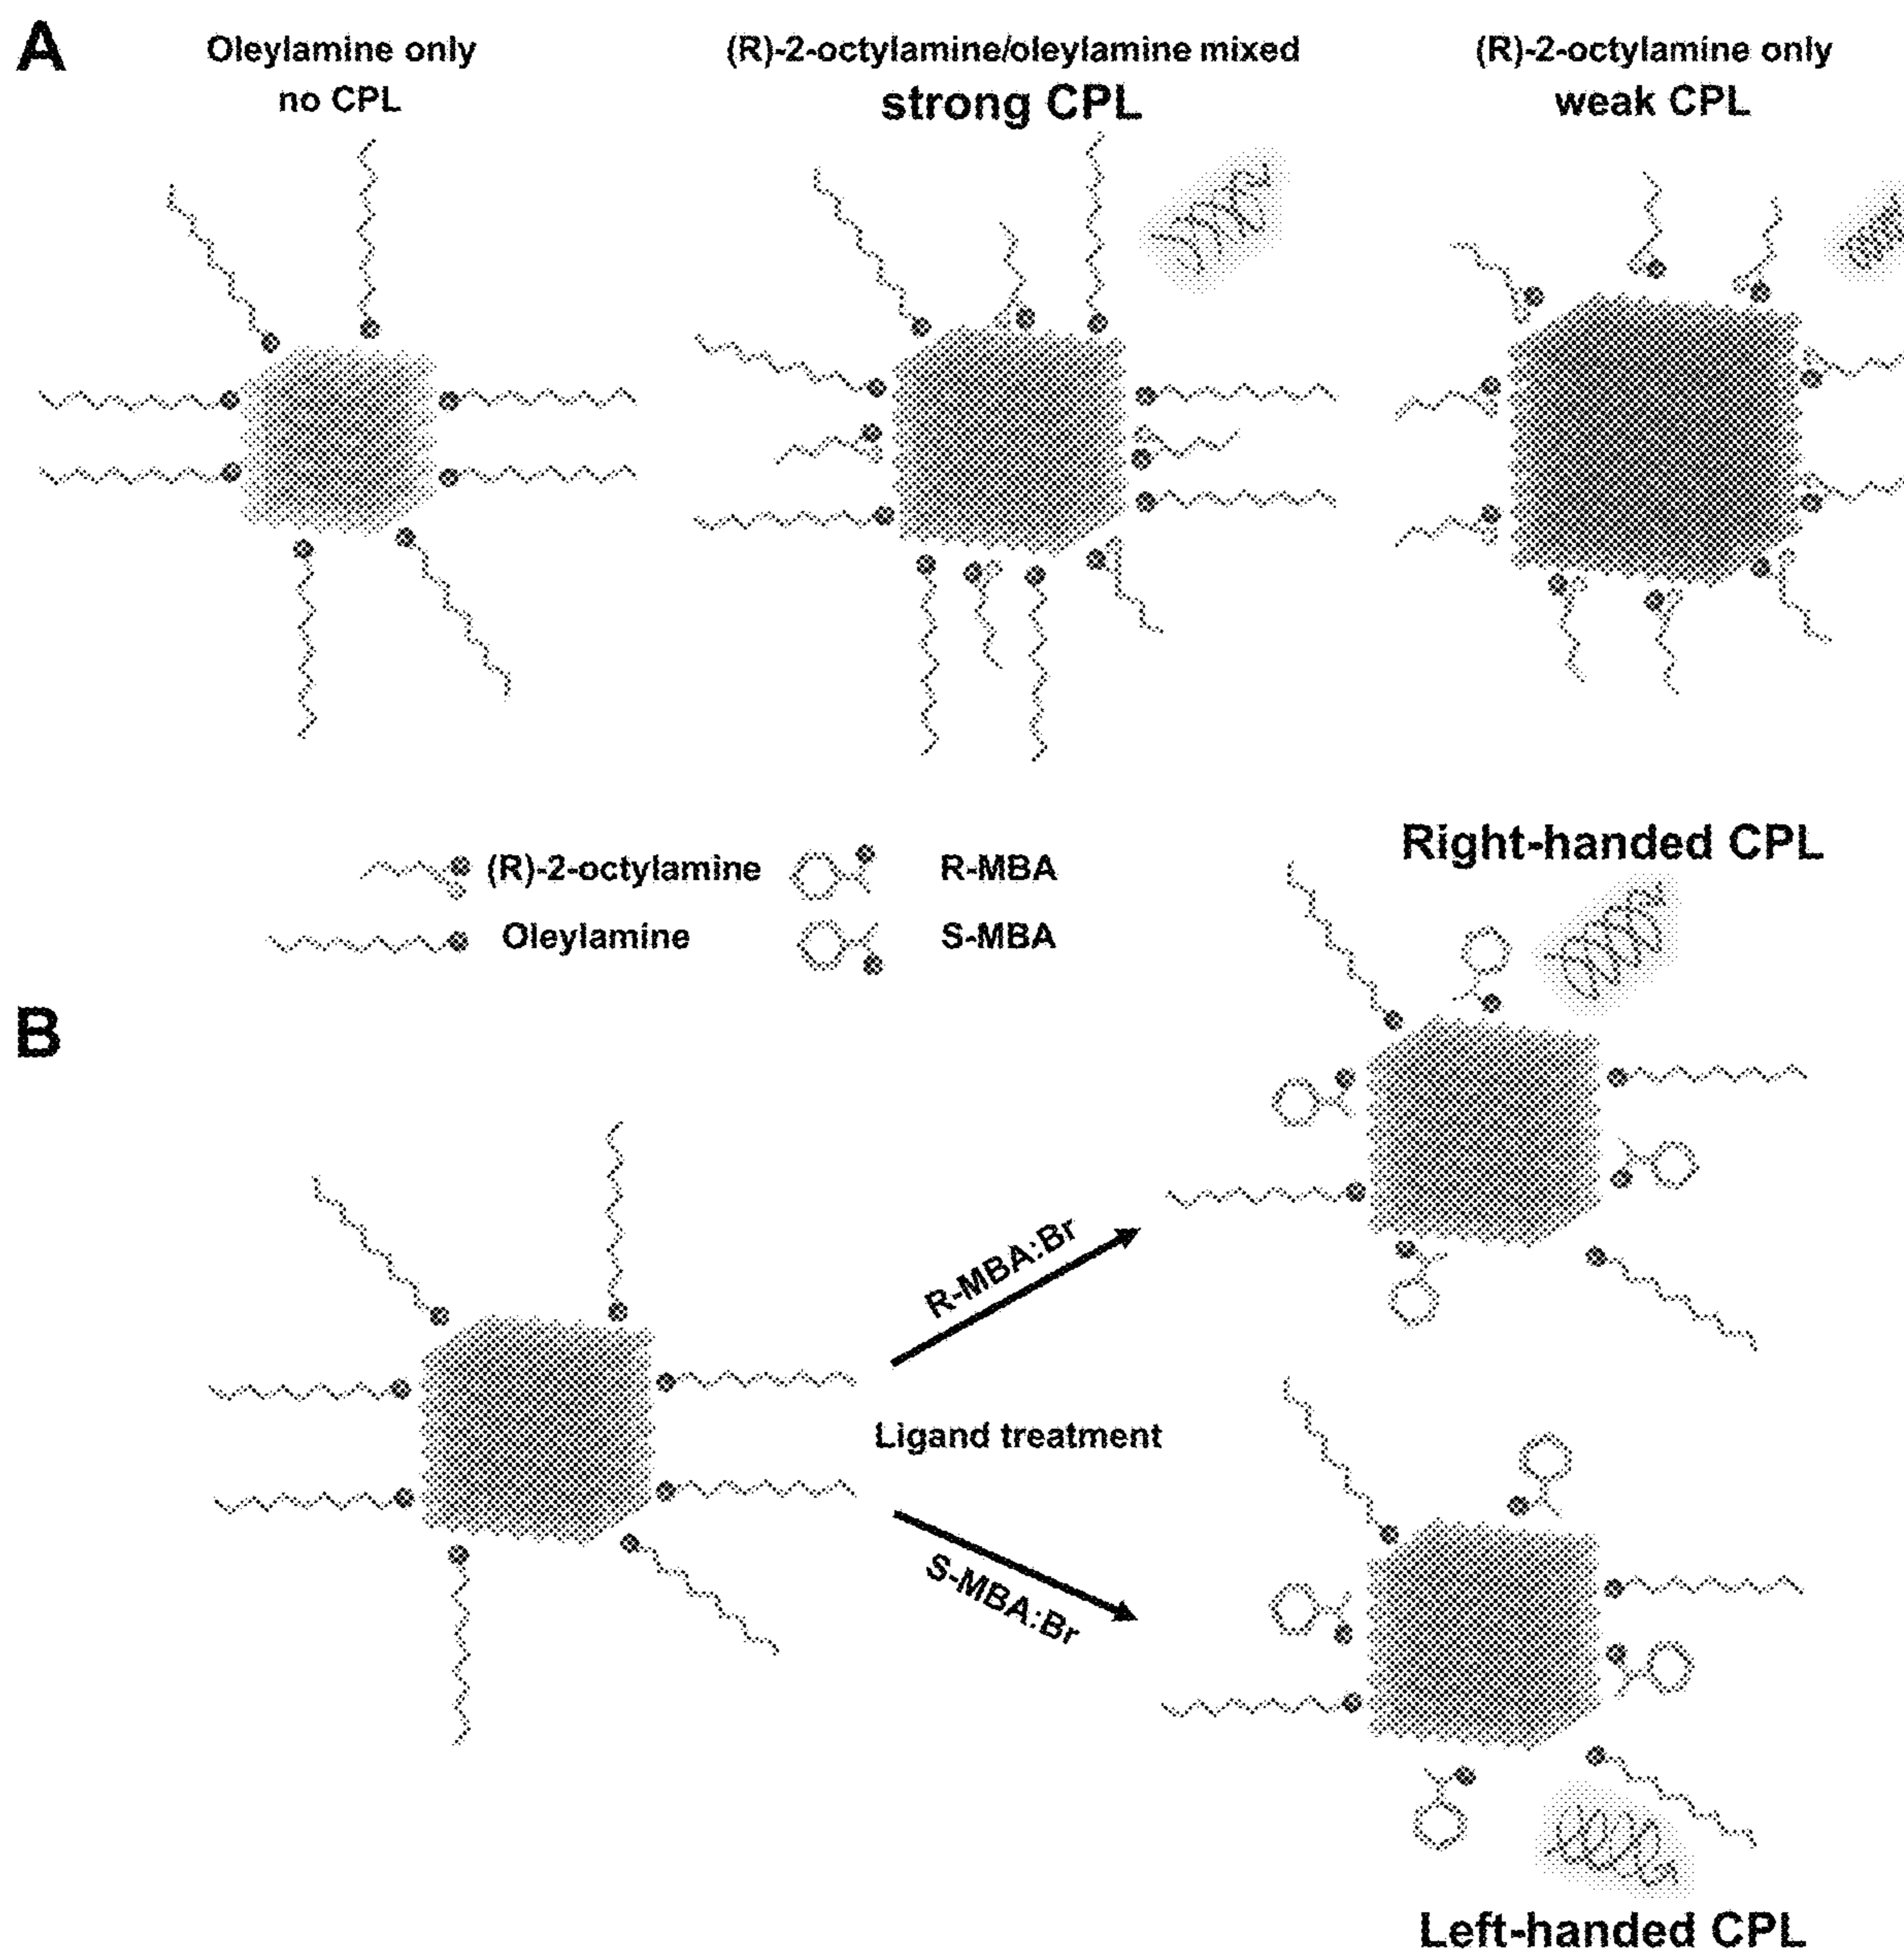 A
Oleylamine only
no CPL
(R)-2-octylamine/oleylamine mixed
strong CPL
(R)-2-octylamine only
weak CPL
(R)-2-octylamine
R-MBA
Oleylamine
S-MBA
Right-handed CPL
B
R-MBA:Br
Ligand treatment
S-MBA:Br
Left-handed CPL